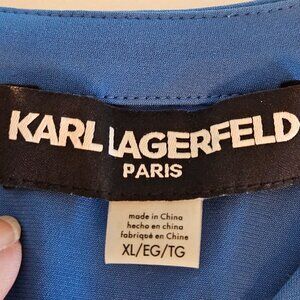 KARL LAGERFELD
PARIS
made in China
hecho en china
fabriqué en Chine
XL/EG/TG